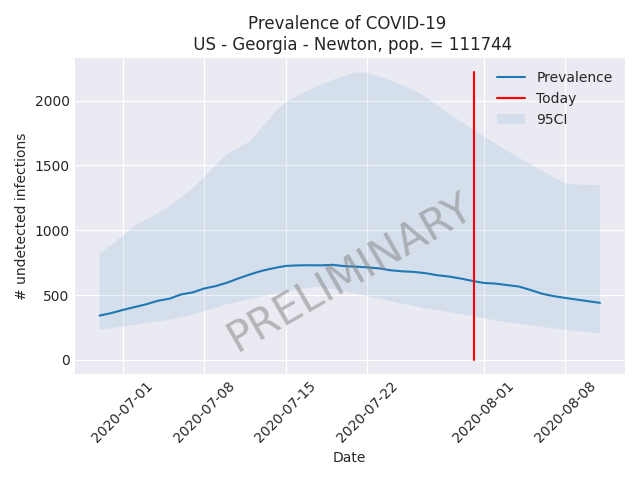 Prevalence of COVID-19
US - Georgia - Newton, pop. = 111744
Prevalence
Today
95CI
PRELIMINARY
# undetected infections
2000
1500
1000
500
0
2020-07-01
2020-07-08
2020-07-15
2020-07-22
2020-08-01
2020-08-08
Date